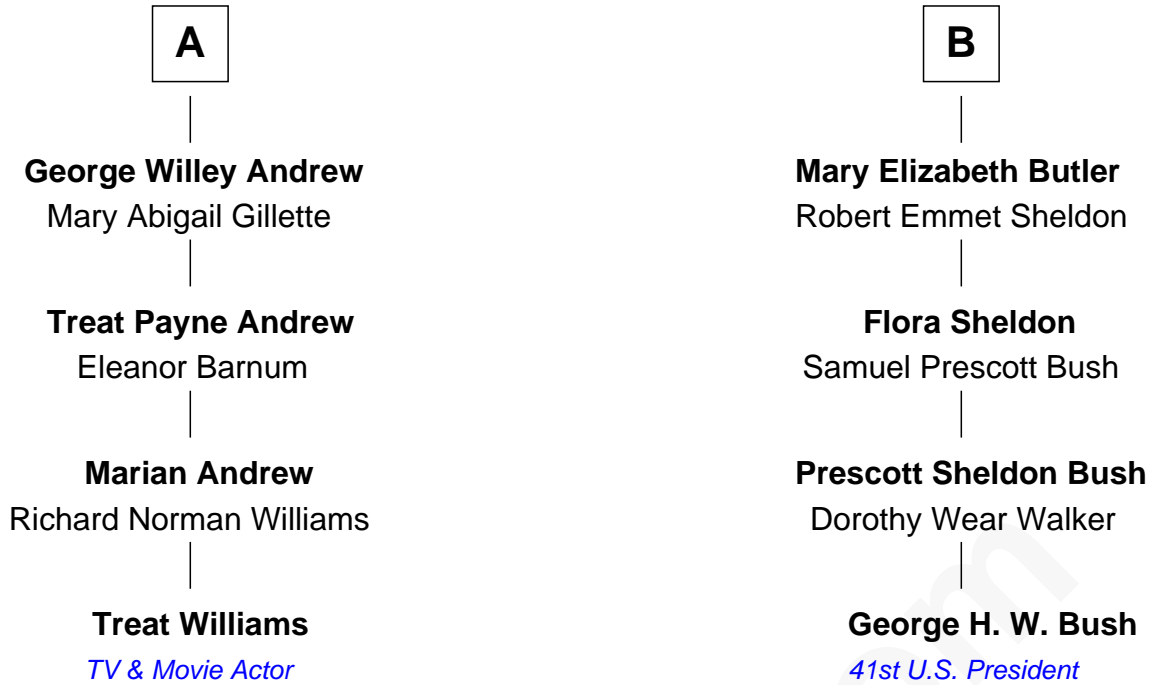 A
George Willey Andrew
Mary Abigail Gillette
Treat Payne Andrew
Eleanor Barnum
Marian Andrew
Richard Norman Williams
Treat Williams
TV & Movie Actor
B
Mary Elizabeth Butler
Robert Emmet Sheldon
Flora Sheldon
Samuel Prescott Bush
Prescott Sheldon Bush
Dorothy Wear Walker
George H. W. Bush
41st U.S. President